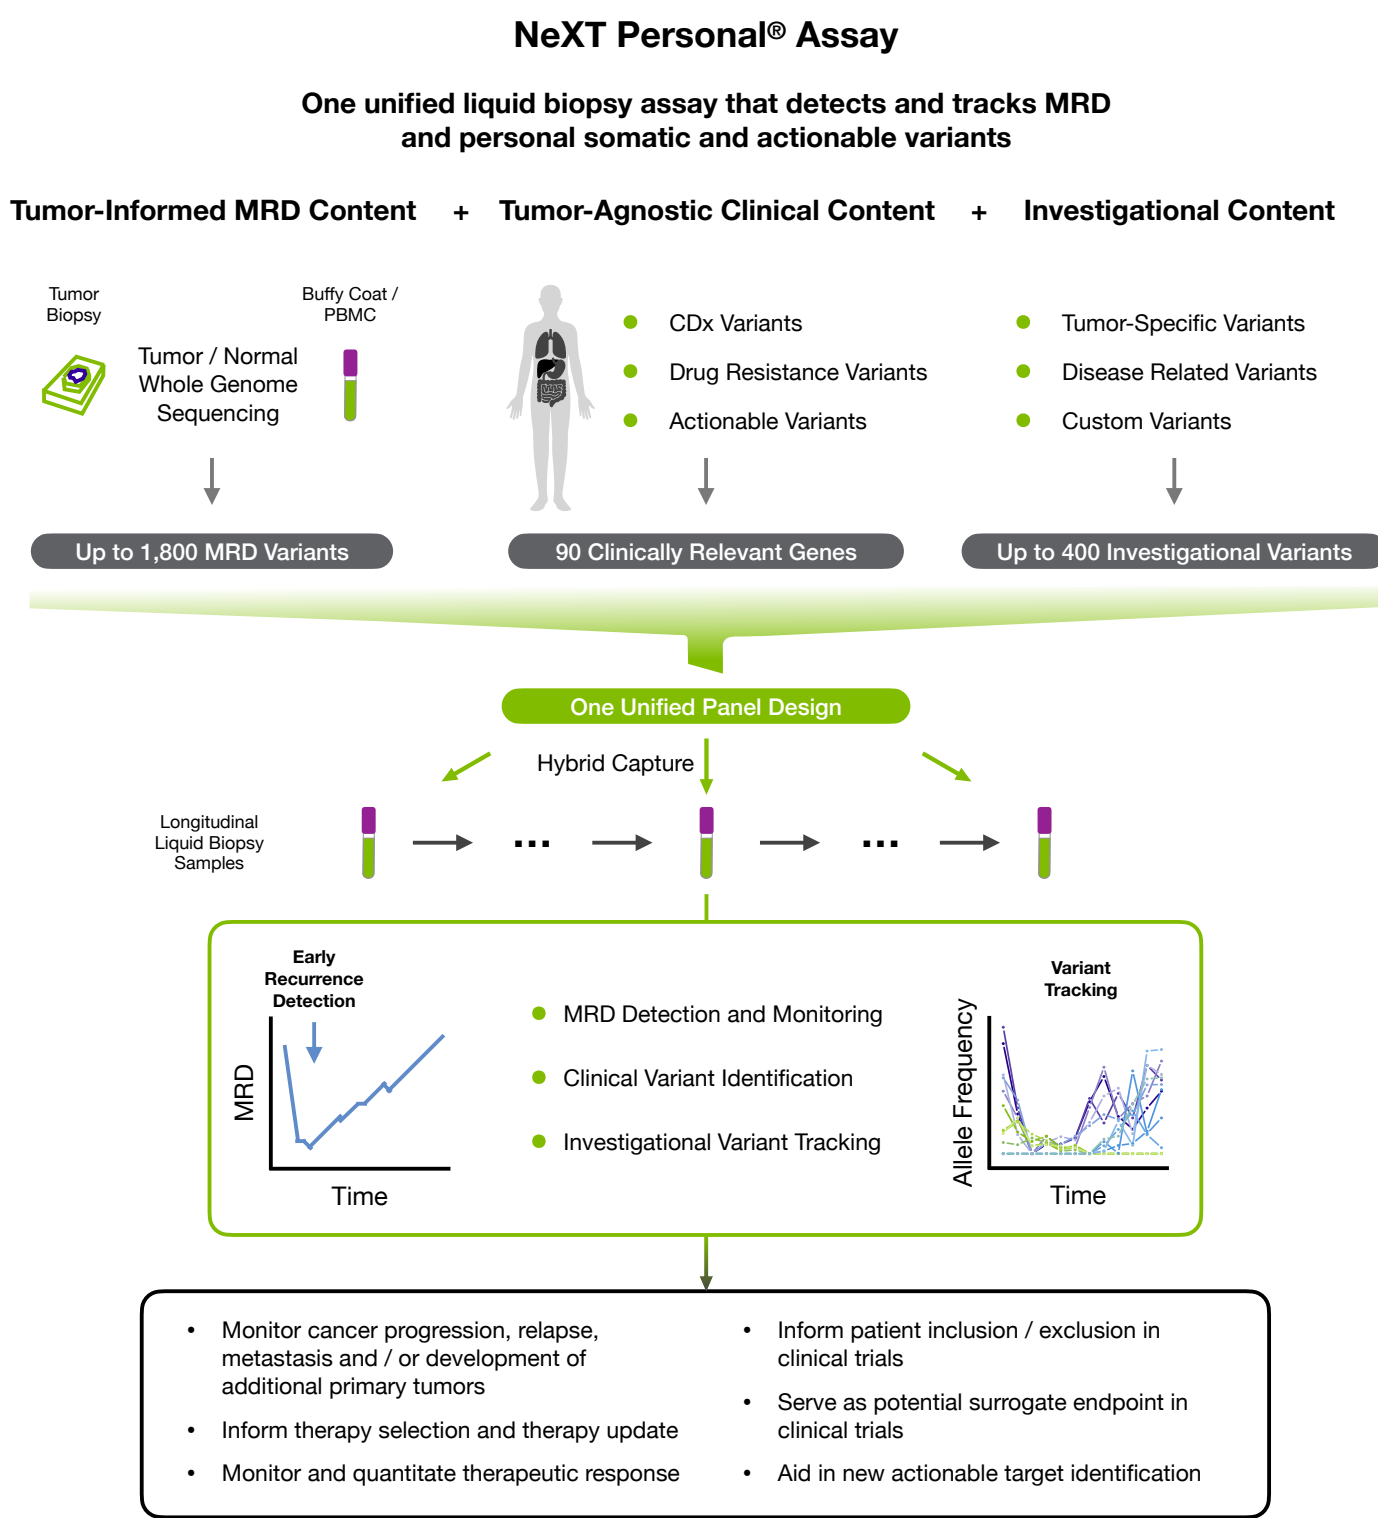 NeXT Personal® Assay
One unified liquid biopsy assay that detects and tracks MRD
and personal somatic and actionable variants
Tumor-Informed MRD Content + Tumor-Agnostic Clinical Content + Investigational Content
Tumor
Biopsy
Tumor / Normal
Whole Genome
Sequencing
Buffy Coat /
PBMC
Up to 1,800 MRD Variants
CDx Variants
Drug Resistance Variants
Actionable Variants
90 Clinically Relevant Genes
Tumor-Specific Variants
Disease Related Variants
Custom Variants
Up to 400 Investigational Variants
One Unified Panel Design
Hybrid Capture
Longitudinal
Liquid Biopsy
Samples
...
...
Early
Recurrence
Detection
MRD
Time
• MRD Detection and Monitoring
• Clinical Variant Identification
• Investigational Variant Tracking
Variant
Tracking
Allele Frequency
Time
• Monitor cancer progression, relapse,
metastasis and / or development of
additional primary tumors
• Inform therapy selection and therapy update
• Monitor and quantitate therapeutic response
• Inform patient inclusion / exclusion in
clinical trials
• Serve as potential surrogate endpoint in
clinical trials
• Aid in new actionable target identification